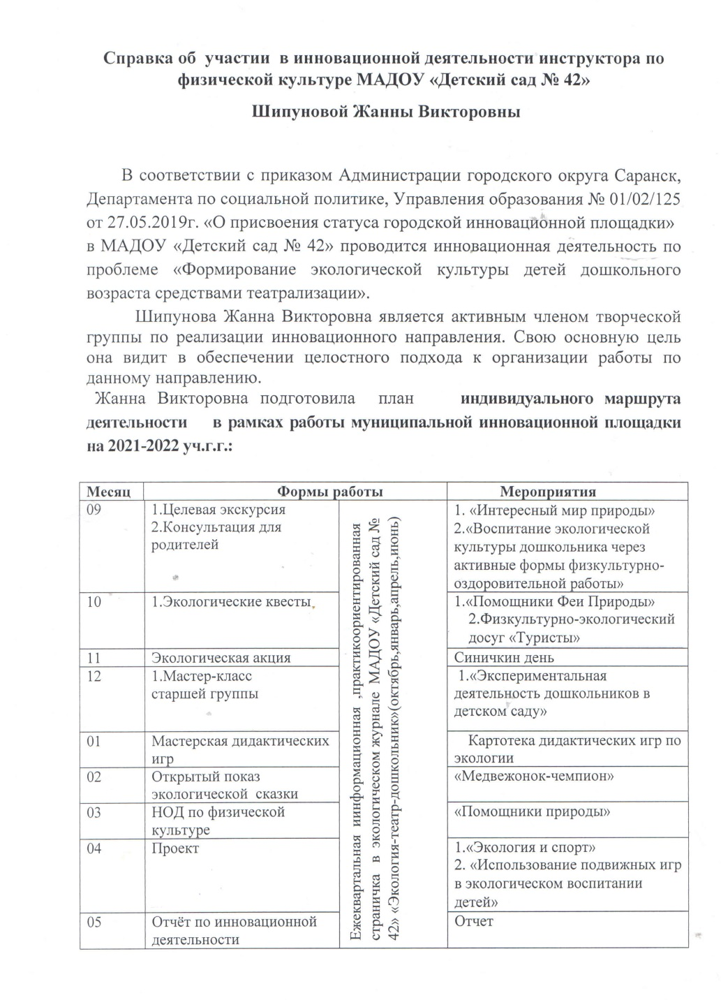 Справка об участии в инновационной деятельности инструктора по
физической культуре МАДОУ «Детский сад № 42»
Шипуновой Жанны Викторовны
В соответствии с приказом Администрации городского округа Саранск,
Департамента по социальной политике, Управления образования № 01/02/125
от 27.05.2019г. «О присвоения статуса городской инновационной площадки»
в МАДОУ «Детский сад № 42» проводится инновационная деятельность по
проблеме «Формирование экологической культуры детей дошкольного
возраста средствами театрализации».
Шипунова Жанна Викторовна является активным членом творческой
группы по реализации инновационного направления. Свою основную цель
она видит в обеспечении целостного подхода к организации работы по
данному направлению.
Жанна Викторовна подготовила план индивидуального маршрута
деятельности в рамках работы муниципальной инновационной площадки
на 2021-2022 уч.г.г.:
Месяц Формы работы Мероприятия
09
1.Целевая экскурсия
2.Консультация для
родителей
1. «Интересный мир природы»
2.«Воспитание экологической
культуры дошкольника через
активные формы физкультурно-
оздоровительной работы»
10
1.Экологические квесты
1.«Помощники Феи Природы»
2.Физкультурно-экологический
досуг «Туристы»
11
Экологическая акция
Синичкин день
12
1.Мастер-класс
старшей группы
1.«Экспериментальная
деятельность дошкольников в
детском саду»
01
Мастерская дидактических
игр
Картотека дидактических игр по
экологии
02
Открытый показ
экологической сказки
«Медвежонок-чемпион»
03
НОД по физической
культуре
«Помощники природы»
04
Проект
1.«Экология и спорт»
2. «Использование подвижных игр
в экологическом воспитании
детей»
05
Отчёт по инновационной
деятельности
Отчет
Ежеквартальная иинформационная ,практикоориентированная
страничка в экологическом журнале МАДОУ «Детский сад №
42» «Экология-театр-дошкольник»(октябрь,январь,апрель,июнь)